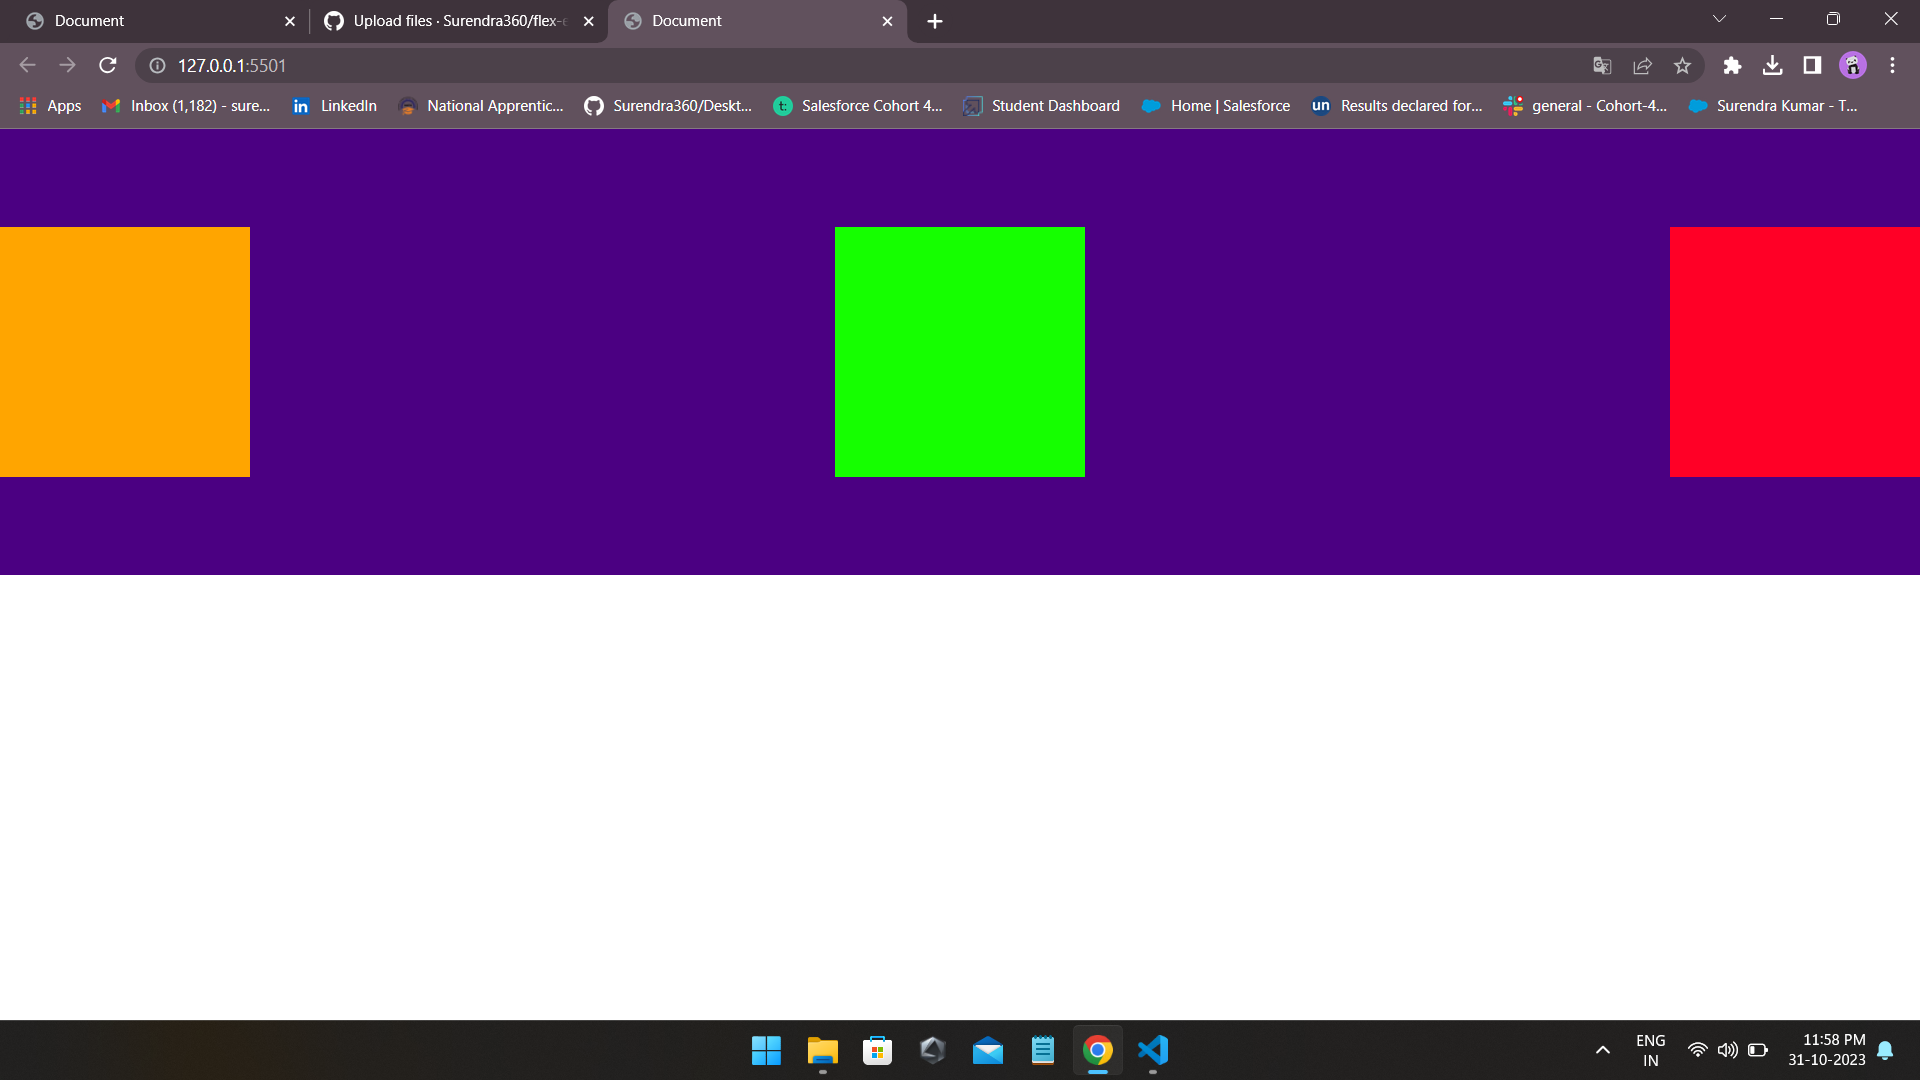 Document
Upload files · Surendra360/flex-e
Document
127.0.0.1:5501
Apps
Inbox (1,182) - sure...
in
LinkedIn
National Apprentic...
Surendra360/Deskt...
t:
Salesforce Cohort 4...
Student Dashboard
Home | Salesforce
un
Results declared for...
general - Cohort-4...
Surendra Kumar - T...
ENG
IN
11:58 PM
31-10-2023